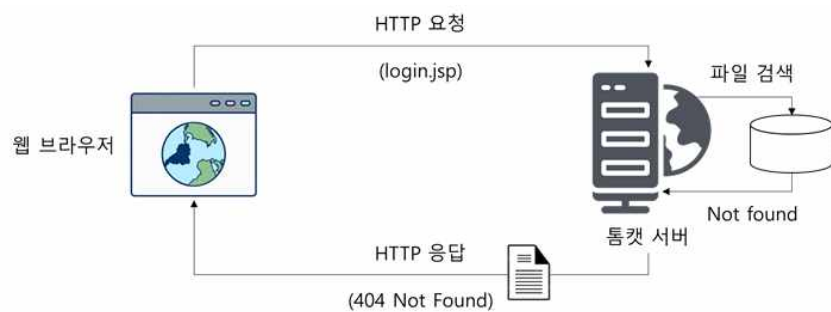 HTTP 요청
(login.jsp)
파일 검색
웹 브라우저
Not found
톰캣 서버
HTTP 응답
(404 Not Found)